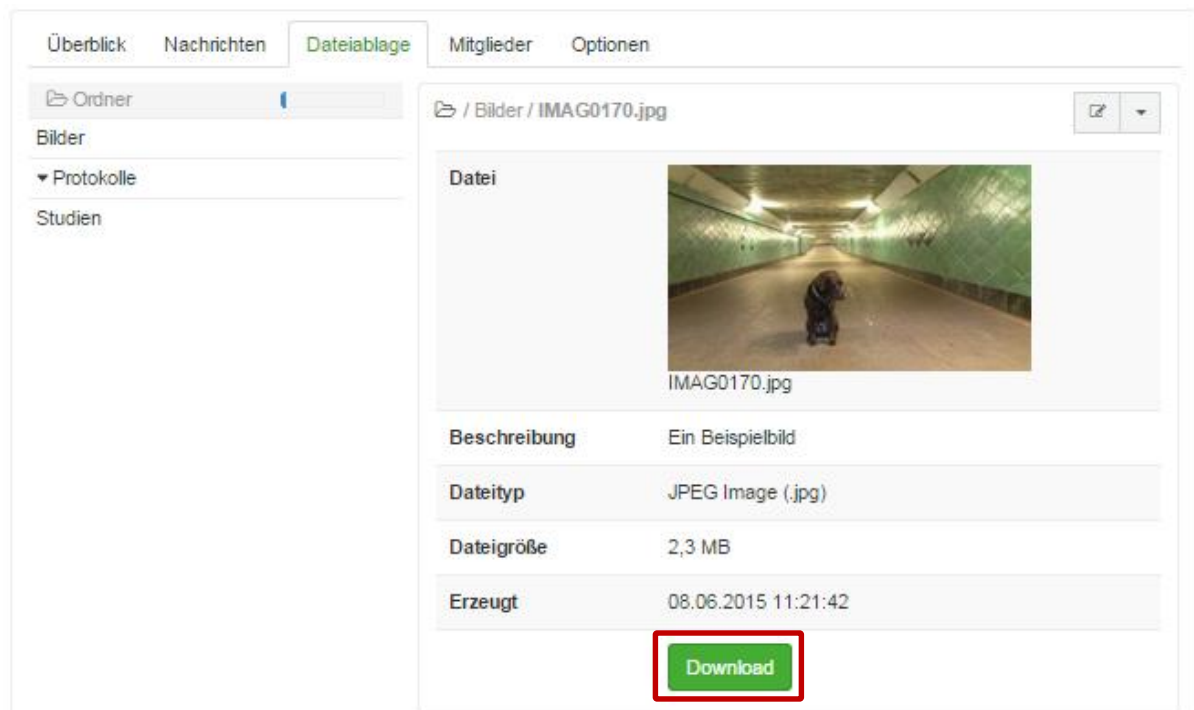 Überblick Nachrichten Dateiablage Mitglieder Optionen
Ordner
Bilder
Protokolle
Studien
/ Bilder / IMAG0170.jpg
Datei
IMAG0170.jpg
Beschreibung Ein Beispielbild
Dateityp JPEG Image (.jpg)
Dateigröße 2,3 MB
Erzeugt 08.06.2015 11:21:42
Download